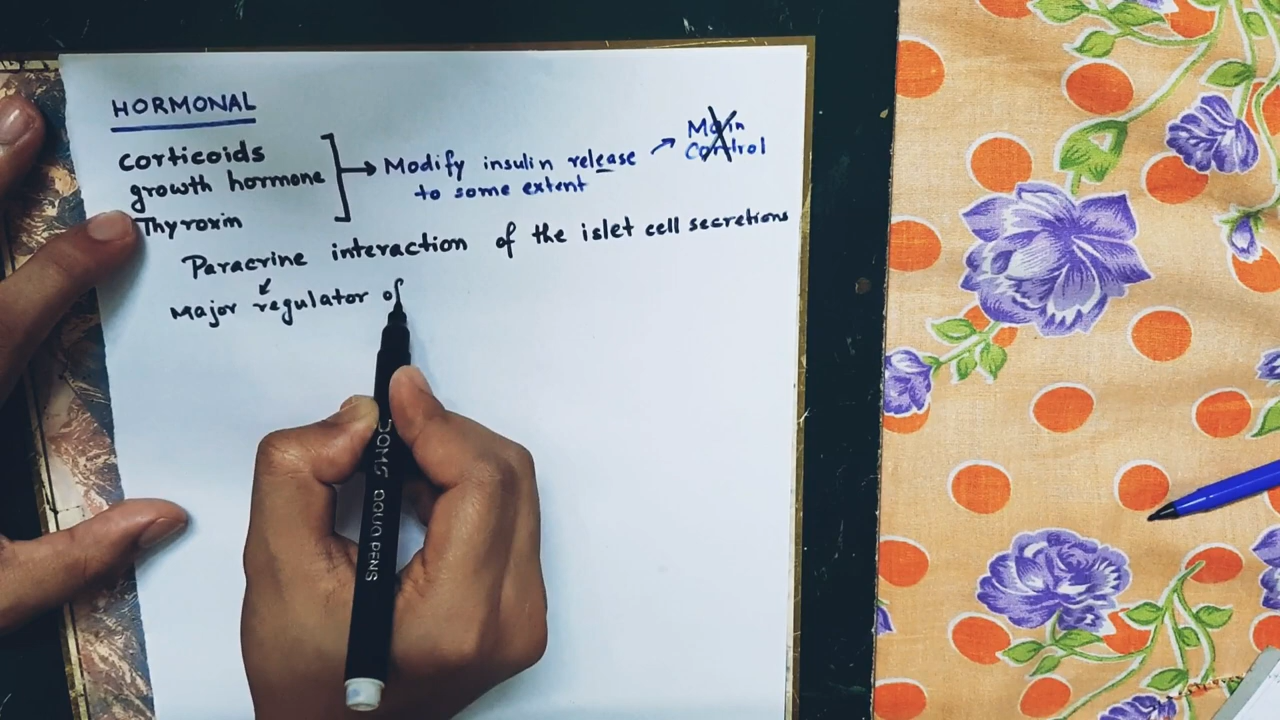 HORMONAL
Corticoids
growth hormone
Thyroxin
Modify insulin release
to some extent
Main
Control
Paracrine interaction of the islet cell secretions
Major regulator of
DOMS AQUA PENS